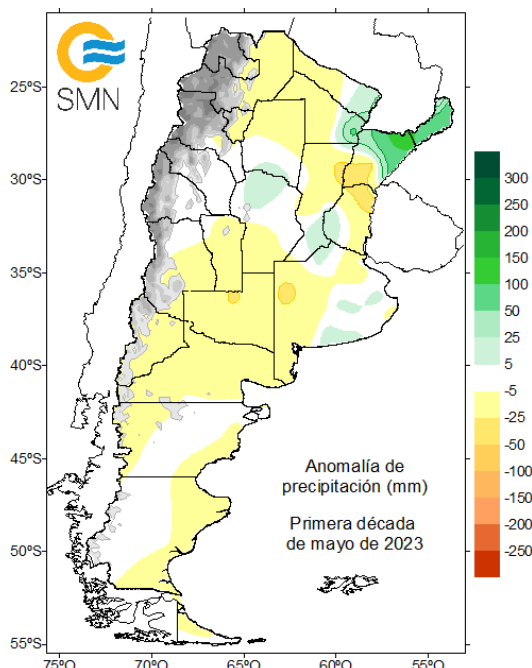 SMN
25ºS
30ºS
35ºS
40ºS
45ºS
50ºS
55ºS
75ºO
70ºO
65ºO
60ºO
55ºO
Anomalía de
precipitación (mm)
Primera década
de mayo de 2023
300
250
200
150
100
50
25
5
-5
-25
-50
-100
-200
-250